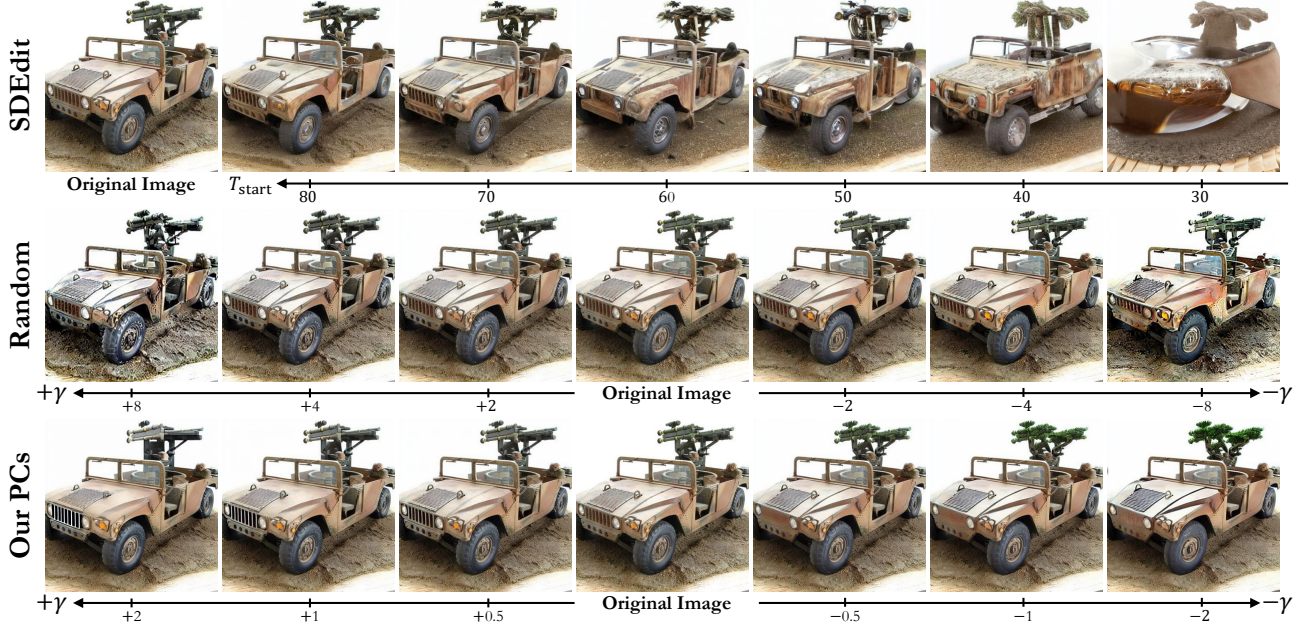 SDEdit
Original Image
T_start
80
70
60
50
40
30
Random
+γ
+8
+4
+2
Original Image
−2
−4
−8
−γ
Our PCs
+γ
+2
+1
+0.5
Original Image
−0.5
−1
−2
−γ